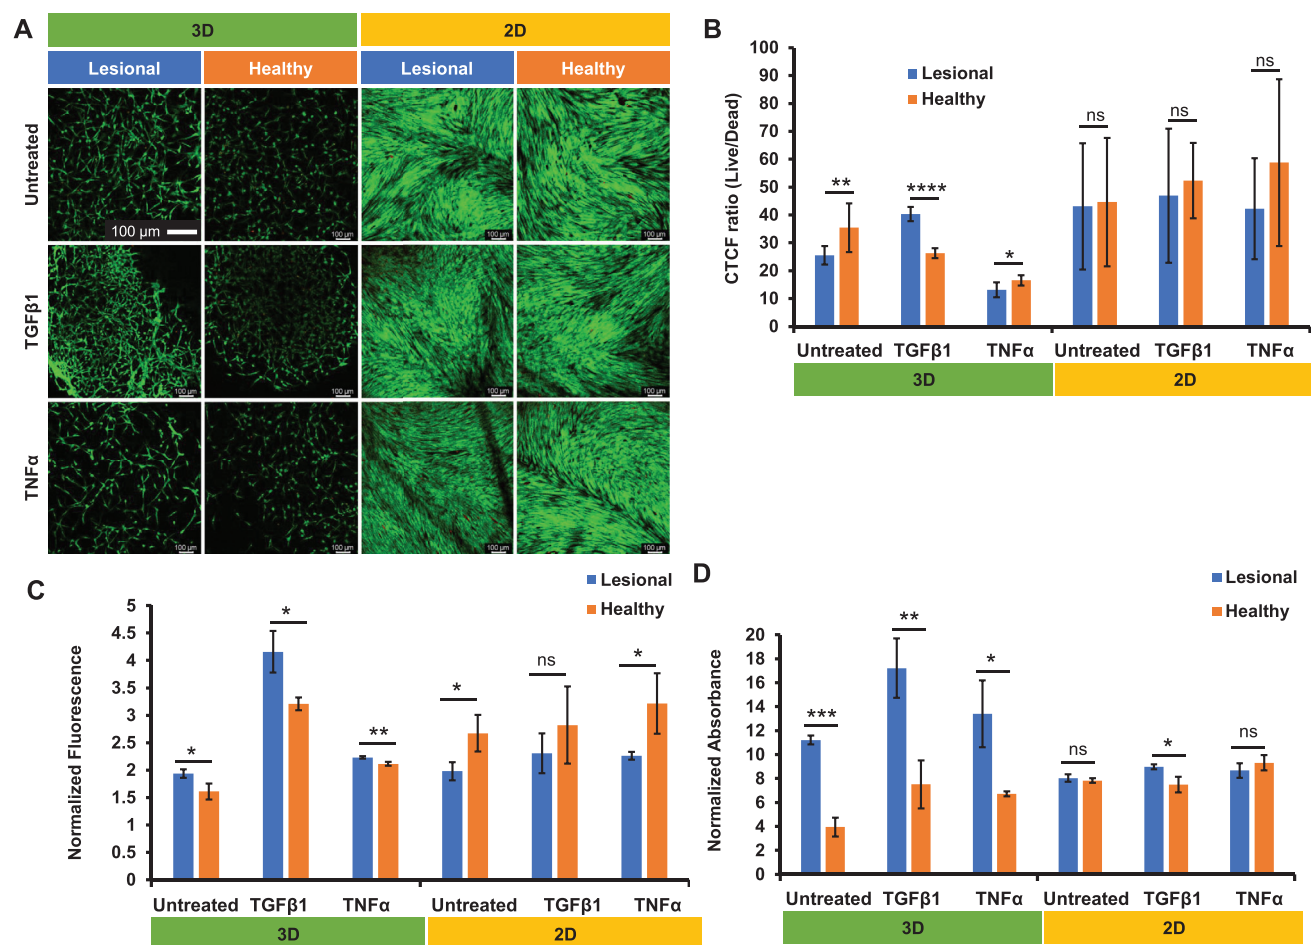 A
3D
2D
Lesional
Healthy
Lesional
Healthy
Untreated
100 µm
100 µm
100 µm
100 µm
TGFβ1
100 µm
100 µm
100 µm
100 µm
TNFα
100 µm
100 µm
100 µm
100 µm
B
CTCF ratio (Live/Dead)
100
90
80
70
60
50
40
30
20
10
0
Lesional
Healthy
**
****
*
ns
ns
ns
Untreated TGFβ1 TNFα Untreated TGFβ1 TNFα
3D
2D
C
Lesional
Healthy
Normalized Fluorescence
5
4.5
4
3.5
3
2.5
2
1.5
1
0.5
0
*
*
**
*
ns
*
Untreated TGFβ1 TNFα Untreated TGFβ1 TNFα
3D
2D
D
Lesional
Healthy
Normalized Absorbance
20
18
16
14
12
10
8
6
4
2
0
***
**
*
ns
*
ns
Untreated TGFβ1 TNFα Untreated TGFβ1 TNFα
3D
2D